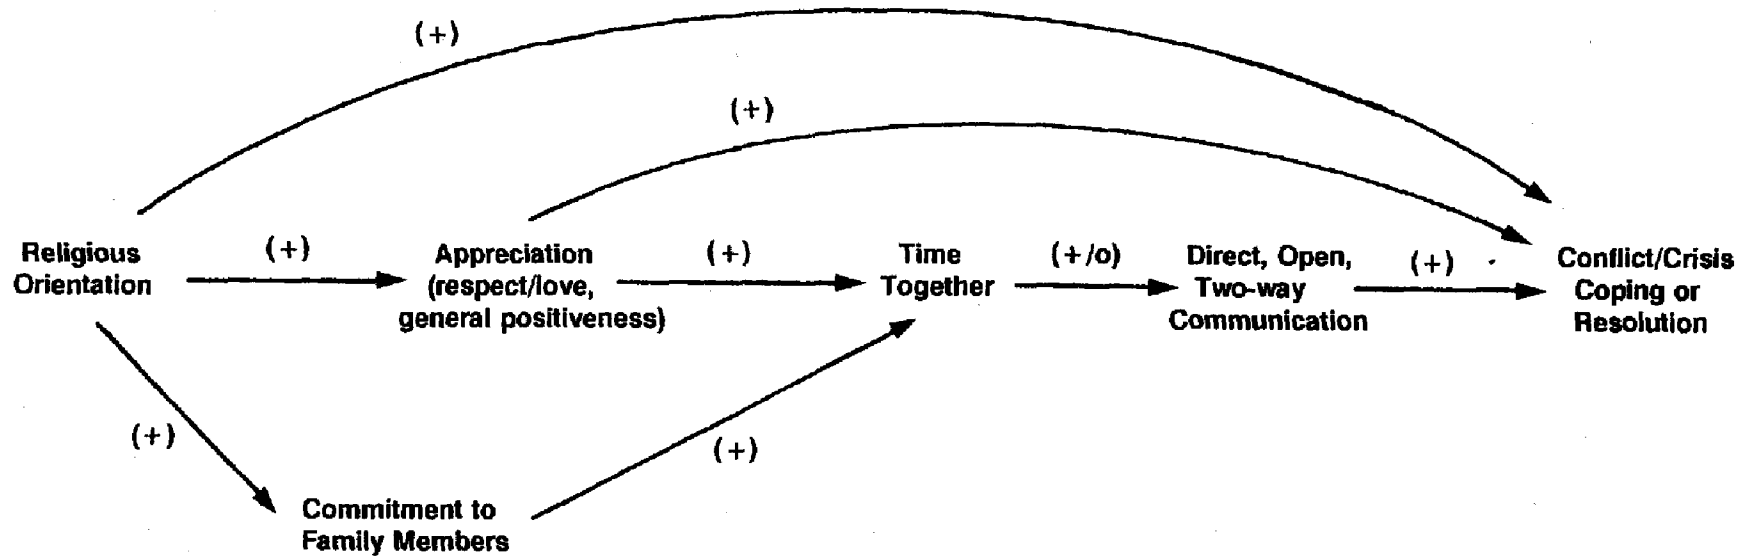 (+)
(+)
Religious
Orientation
(+)
Appreciation
(respect/love,
general positiveness)
(+)
Time
Together
(+/o)
Direct, Open,
Two-way
Communication
(+)
Conflict/Crisis
Coping or
Resolution
(+)
(+)
Commitment to
Family Members